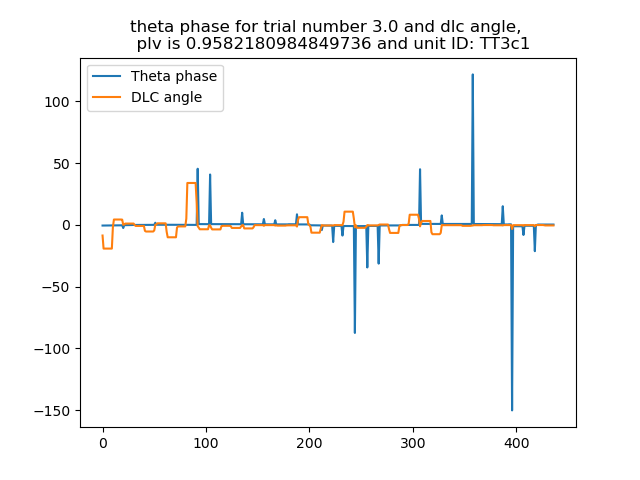 theta phase for trial number 3.0 and dlc angle,
plv is 0.9582180984849736 and unit ID: TT3c1
Theta phase
DLC angle
100
50
0
−50
−100
−150
0
100
200
300
400